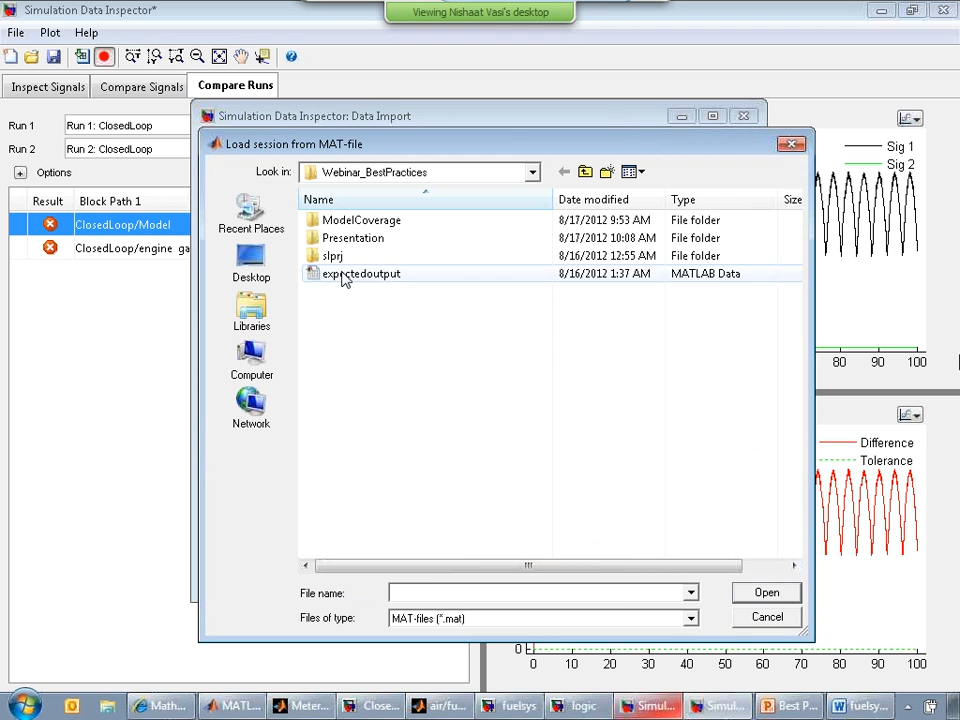 Simulation Data Inspector*
Viewing Nishaat Vasi's desktop
File Plot Help
Inspect Signals Compare Signals Compare Runs
Run 1 Run 1: ClosedLoop
Run 2 Run 2: ClosedLoop
Options
Result Block Path 1
ClosedLoop/Model
ClosedLoop/engine ga
Simulation Data Inspector: Data Import
Load session from MAT-file
Look in: Webinar_BestPractices
Name Date modified Type Size
ModelCoverage 8/17/2012 9:53 AM File folder
Presentation 8/17/2012 10:08 AM File folder
slprj 8/16/2012 12:55 AM File folder
expectedoutput 8/16/2012 1:37 AM MATLAB Data
Recent Places
Desktop
Libraries
Computer
Network
File name: Open
Files of type: MAT-files (*.mat) Cancel
Sig 1
Sig 2
80 90 100
Difference
Tolerance
0
0 10 20 30 40 50 60 70 80 90 100
Math... MATL... Meter... Close... air/fu... fuelsys logic Simul... Simul... Best P... fuelsy...